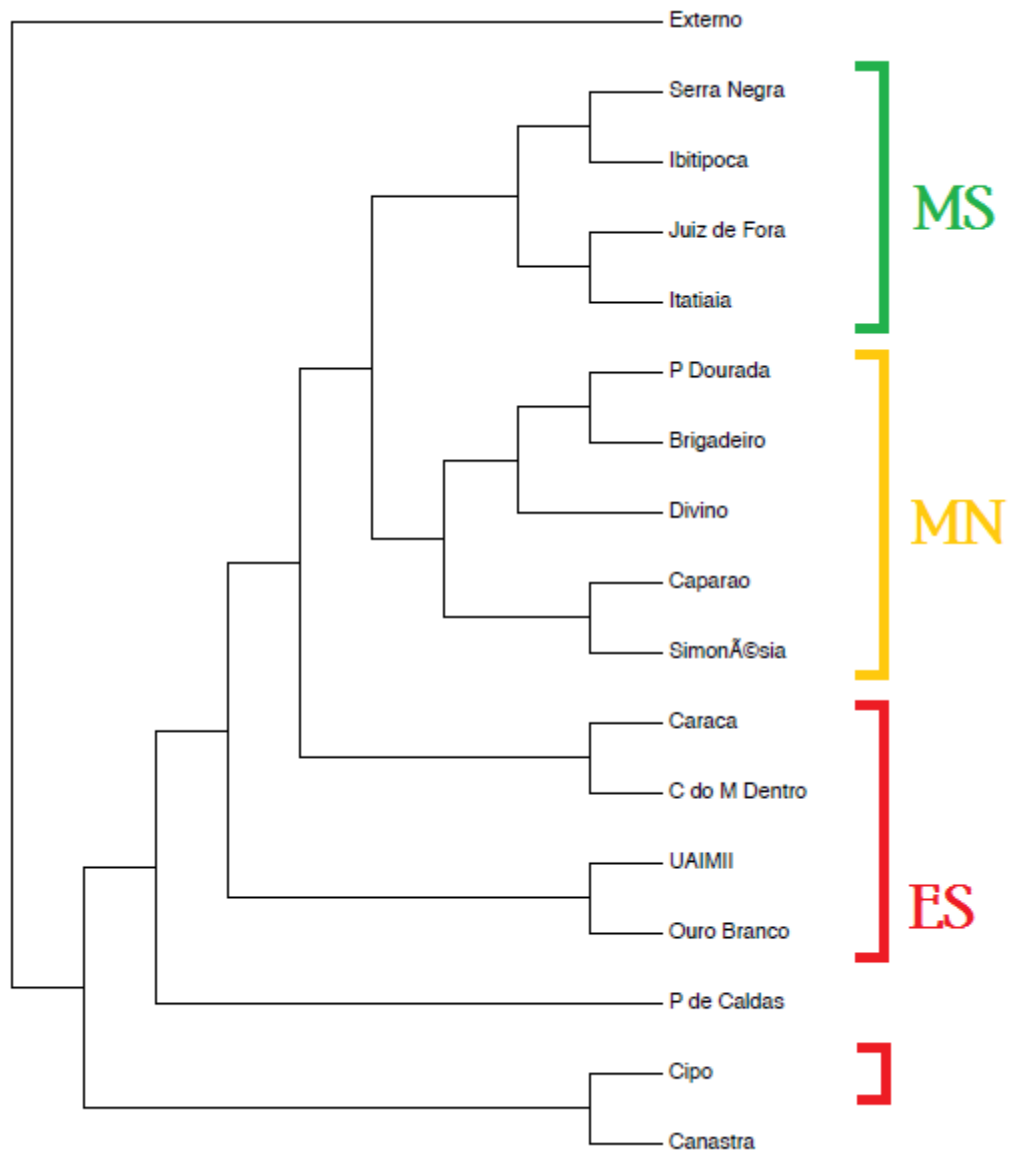 Externo
Serra Negra
Ibitipoca
Juiz de Fora
Itatiaia
MS
P Dourada
Brigadeiro
Divino
Caparao
SimonÃ©sia
MN
Caraca
C do M Dentro
UAIMII
Ouro Branco
ES
P de Caldas
Cipo
Canastra